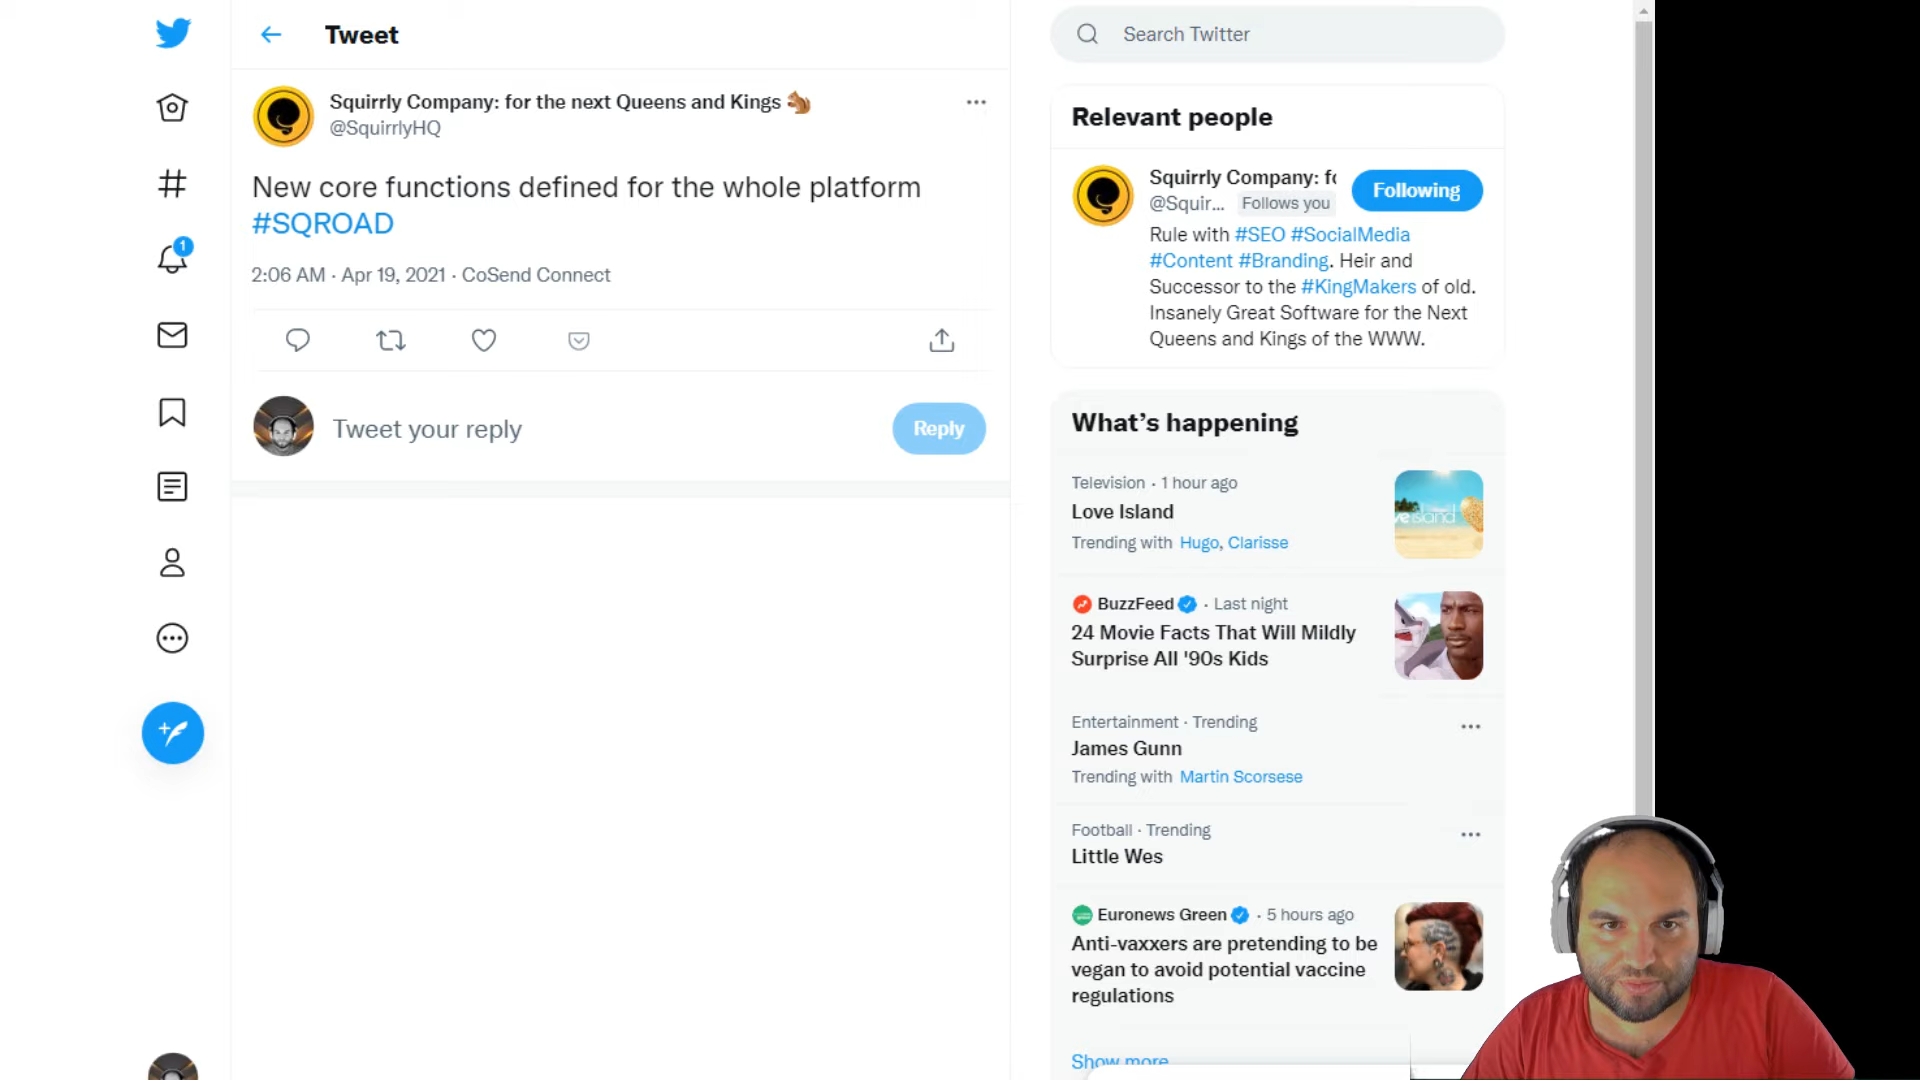 Tweet
Squirrly Company: for the next Queens and Kings 🐿️
@SquirrlyHQ
New core functions defined for the whole platform
#SQROAD
2:06 AM · Apr 19, 2021 · CoSend Connect
Tweet your reply
Reply
1
Search Twitter
Relevant people
Squirrly Company: fo
@Squir... Follows you
Following
Rule with #SEO #SocialMedia
#Content #Branding. Heir and
Successor to the #KingMakers of old.
Insanely Great Software for the Next
Queens and Kings of the WWW.
What's happening
Television · 1 hour ago
Love Island
Trending with Hugo, Clarisse
ve island
BuzzFeed · Last night
24 Movie Facts That Will Mildly
Surprise All '90s Kids
Entertainment · Trending
James Gunn
Trending with Martin Scorsese
Football · Trending
Little Wes
Euronews Green · 5 hours ago
Anti-vaxxers are pretending to be
vegan to avoid potential vaccine
regulations
Show more